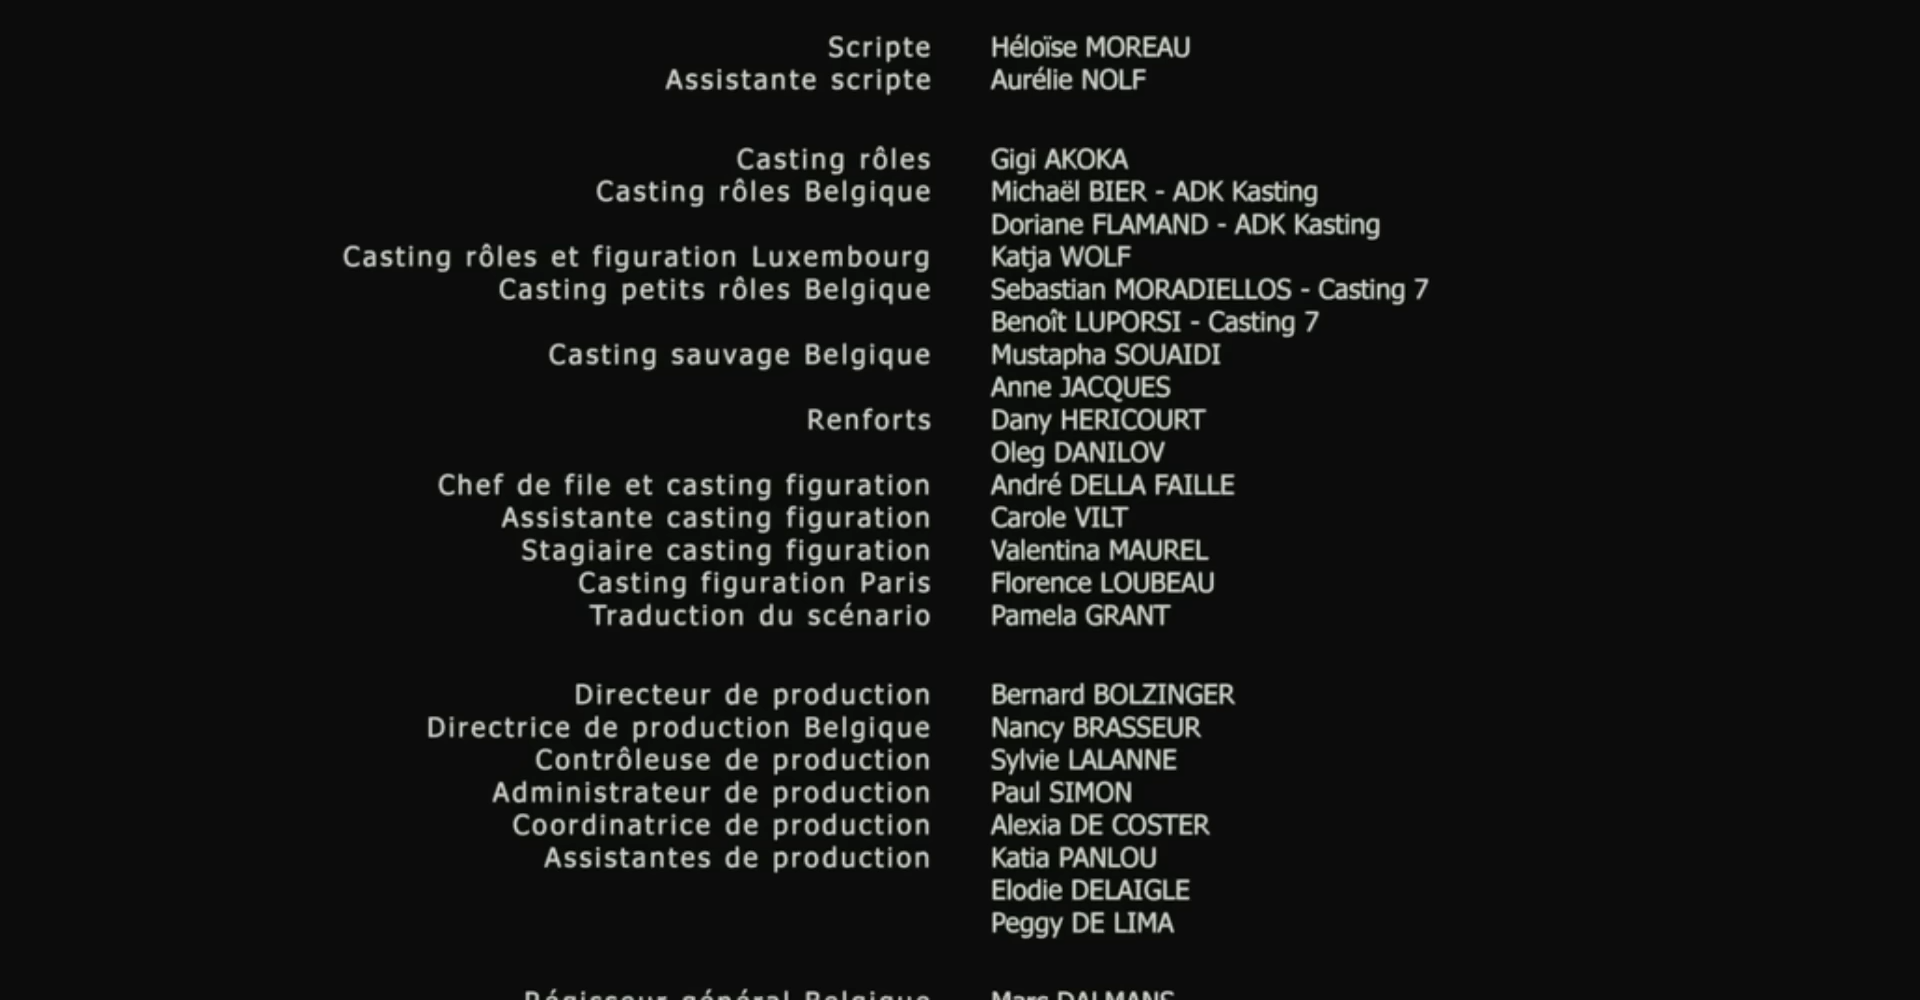 Scripte Héloïse MOREAU
Assistante scripte Aurélie NOLF
Casting rôles Gigi AKOKA
Casting rôles Belgique Michaël BIER - ADK Kasting
Doriane FLAMAND - ADK Kasting
Casting rôles et figuration Luxembourg Katja WOLF
Casting petits rôles Belgique Sebastian MORADIELLOS - Casting 7
Benoît LUPORSI - Casting 7
Casting sauvage Belgique Mustapha SOUAIDI
Anne JACQUES
Renforts Dany HERICOURT
Oleg DANILOV
Chef de file et casting figuration André DELLA FAILLE
Assistante casting figuration Carole VILT
Stagiaire casting figuration Valentina MAUREL
Casting figuration Paris Florence LOUBEAU
Traduction du scénario Pamela GRANT
Directeur de production Bernard BOLZINGER
Directrice de production Belgique Nancy BRASSEUR
Contrôleuse de production Sylvie LALANNE
Administrateur de production Paul SIMON
Coordinatrice de production Alexia DE COSTER
Assistantes de production Katia PANLOU
Elodie DELAIGLE
Peggy DE LIMA
Régisseur général Belgique Marc DALMANS